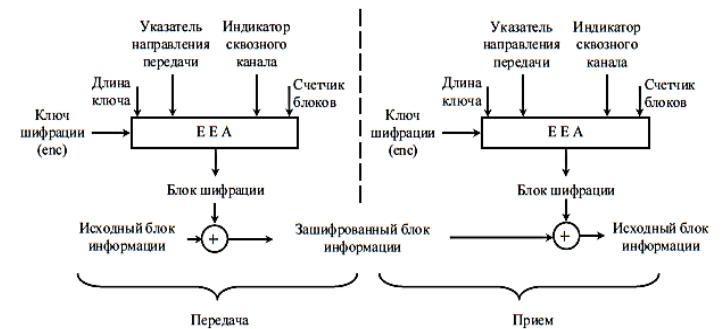 Указатель
направления
передачи
Индикатор
сквозного
канала
Длина
ключа
Счетчик
блоков
Ключ
шифрации
(enc)
E E A
Блок шифрации
Исходный блок
информации
+
Зашифрованный блок
информации
Передача
Указатель
направления
передачи
Индикатор
сквозного
канала
Длина
ключа
Счетчик
блоков
Ключ
шифрации
(enc)
E E A
Блок шифрации
+
Исходный блок
информации
Прием